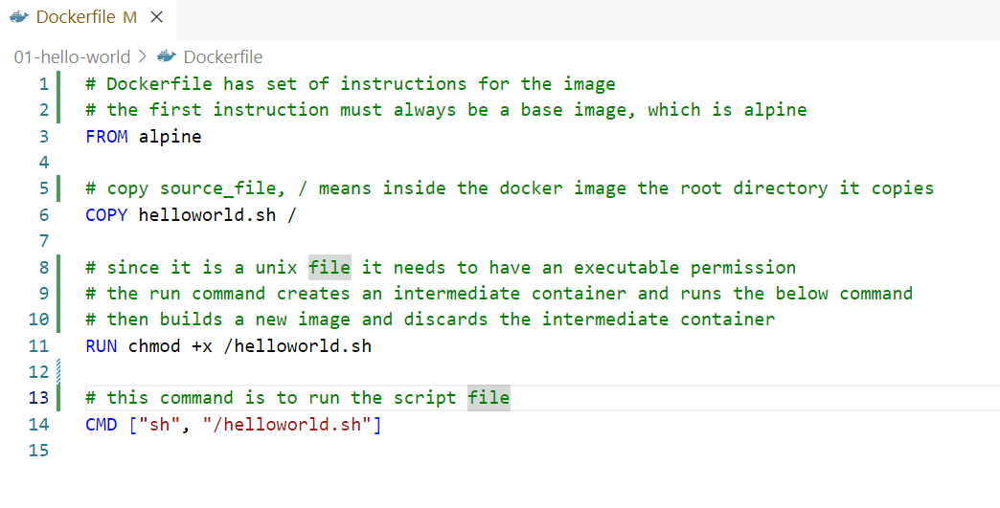 Dockerfile M
01-hello-world > Dockerfile
1 # Dockerfile has set of instructions for the image
2 # the first instruction must always be a base image, which is alpine
3 FROM alpine
4
5 # copy source_file, / means inside the docker image the root directory it copies
6 COPY helloworld.sh /
7
8 # since it is a unix file it needs to have an executable permission
9 # the run command creates an intermediate container and runs the below command
10 # then builds a new image and discards the intermediate container
11 RUN chmod +x /helloworld.sh
12
13 # this command is to run the script file
14 CMD ["sh", "/helloworld.sh"]
15